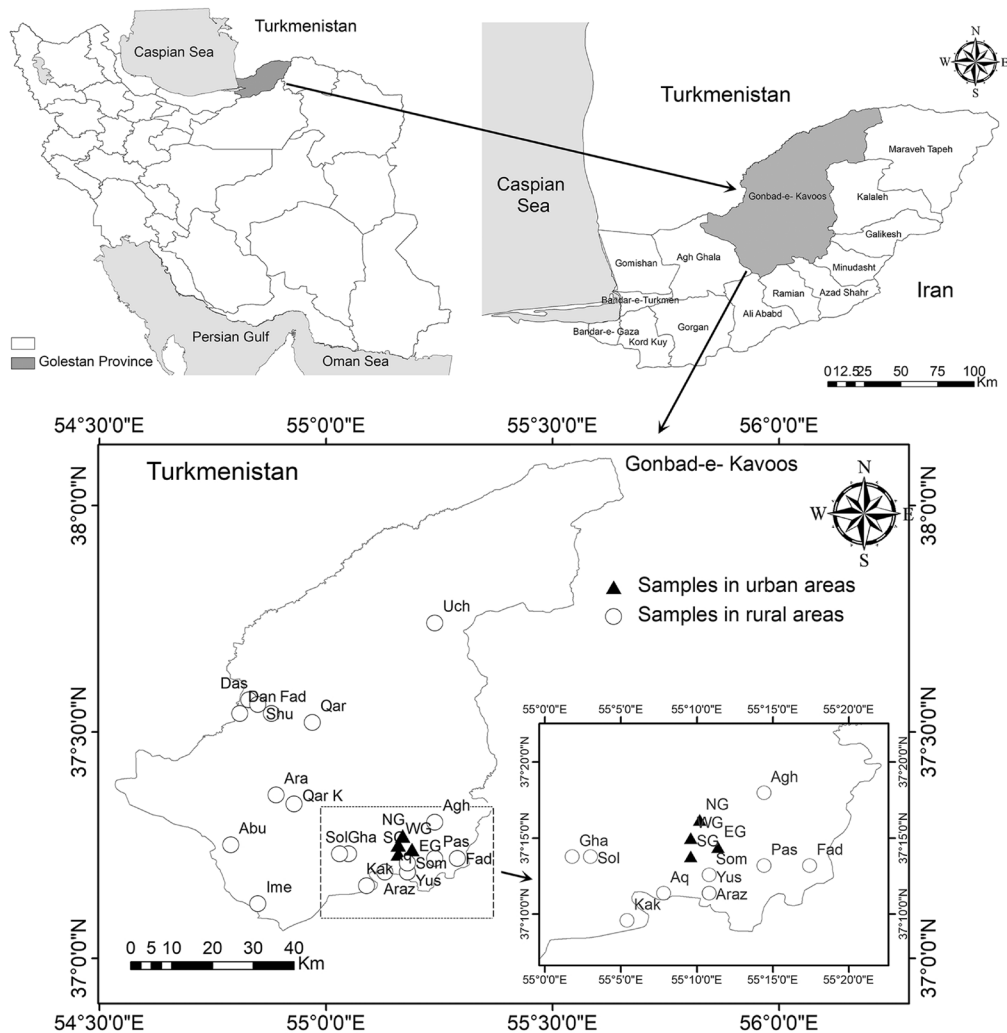 Turkmenistan
Caspian Sea
Persian Gulf
Oman Sea
Golestan Province
N
W
E
S
Turkmenistan
Caspian
Sea
Maraveh Tapeh
Gonbad-e- Kavoos
Kalaleh
Galikesh
Gomishan
Agh Ghala
Minudasht
Iran
Ramian
Azad Shahr
Bandar-e-Turkmen
Ali Ababd
Bandar-e- Gaza
Gorgan
Kord Kuy
0 12.5 25 50 75 100
Km
54°30'0"E 55°0'0"E 55°30'0"E 56°0'0"E
Turkmenistan
Gonbad-e- Kavoos
N
W
E
S
38°0'0"N
38°0'0"N
Samples in urban areas
Samples in rural areas
Uch
Das
Dan Fad
Shu
Qar
37°30'0"N
37°30'0"N
Ara
Qar K
Agh
NG
WG
SG
EG
Abu
Sol Gha
Pas
Aq
Som
Fad
Kak
Yus
Araz
Ime
0 5 10 20 30 40
Km
37°0'0"N
37°0'0"N
55°0'0"E 55°5'0"E 55°10'0"E 55°15'0"E 55°20'0"E
37°20'0"N
37°20'0"N
Agh
NG
WG
EG
37°15'0"N
37°15'0"N
SG
Gha
Sol
Som
Pas
Fad
Aq
Yus
Araz
Kak
37°10'0"N
37°10'0"N
55°0'0"E 55°5'0"E 55°10'0"E 55°15'0"E 55°20'0"E
54°30'0"E 55°0'0"E 55°30'0"E 56°0'0"E